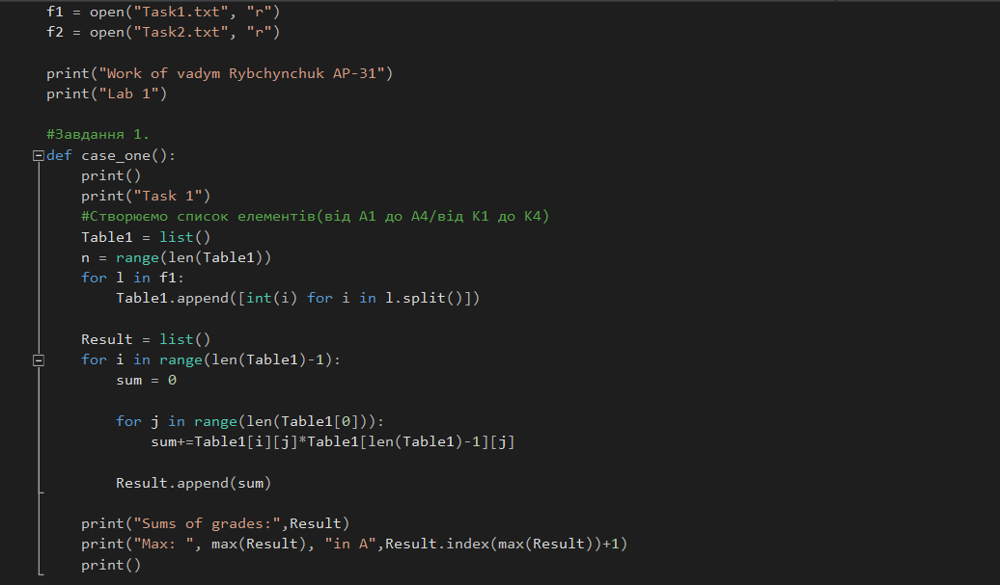 f1 = open("Task1.txt", "r")
f2 = open("Task2.txt", "r")
print("Work of vadym Rybchynchuk AP-31")
print("Lab 1")
#Завдання 1.
def case_one():
    print()
    print("Task 1")
    #Створюємо список елементів(від A1 до A4/від K1 до K4)
    Table1 = list()
    n = range(len(Table1))
    for l in f1:
        Table1.append([int(i) for i in l.split()])
    Result = list()
    for i in range(len(Table1)-1):
        sum = 0
        for j in range(len(Table1[0])):
            sum+=Table1[i][j]*Table1[len(Table1)-1][j]
        Result.append(sum)
    print("Sums of grades:",Result)
    print("Max: ", max(Result), "in A",Result.index(max(Result))+1)
    print()